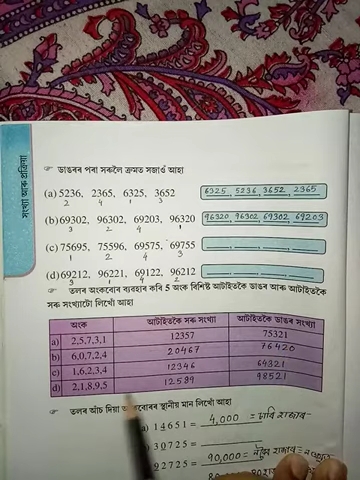 সংখ্যা আৰু প্ৰক্ৰিয়া
☞ ডাঙৰৰ পৰা সৰুলৈ ক্ৰমত সজাওঁ আহা
(a) 5236, 2365, 6325, 3652 6325, 5236, 3652, 2365
2 4 1 3
(b) 69302, 96302, 69203, 96320 96320, 96302, 69302, 69203
3 2 4 1
(c) 75695, 75596, 69575, 69755
1 2 4 3
(d) 69212, 96221, 69122, 96212
3 1 4 2
☞ তলৰ অংকবোৰ ব্যৱহাৰ কৰি 5 অংক বিশিষ্ট আটাইতকৈ ডাঙৰ আৰু আটাইতকৈ
সৰু সংখ্যাটো লিখোঁ আহা
অংক আটাইতকৈ সৰু সংখ্যা আটাইতকৈ ডাঙৰ সংখ্যা
a) 2,5,7,3,1 12357 75321
b) 6,0,7,2,4 20467 76420
c) 1,6,2,3,4 12346 64321
d) 2,1,8,9,5 12589 98521
☞ তলৰ আঁচ দিয়া স্থানীয় মান লিখোঁ আহা
a) 14651 = 4,000 = চাৰি হাজাৰ
) 30725 =
92725 = 90,000 =